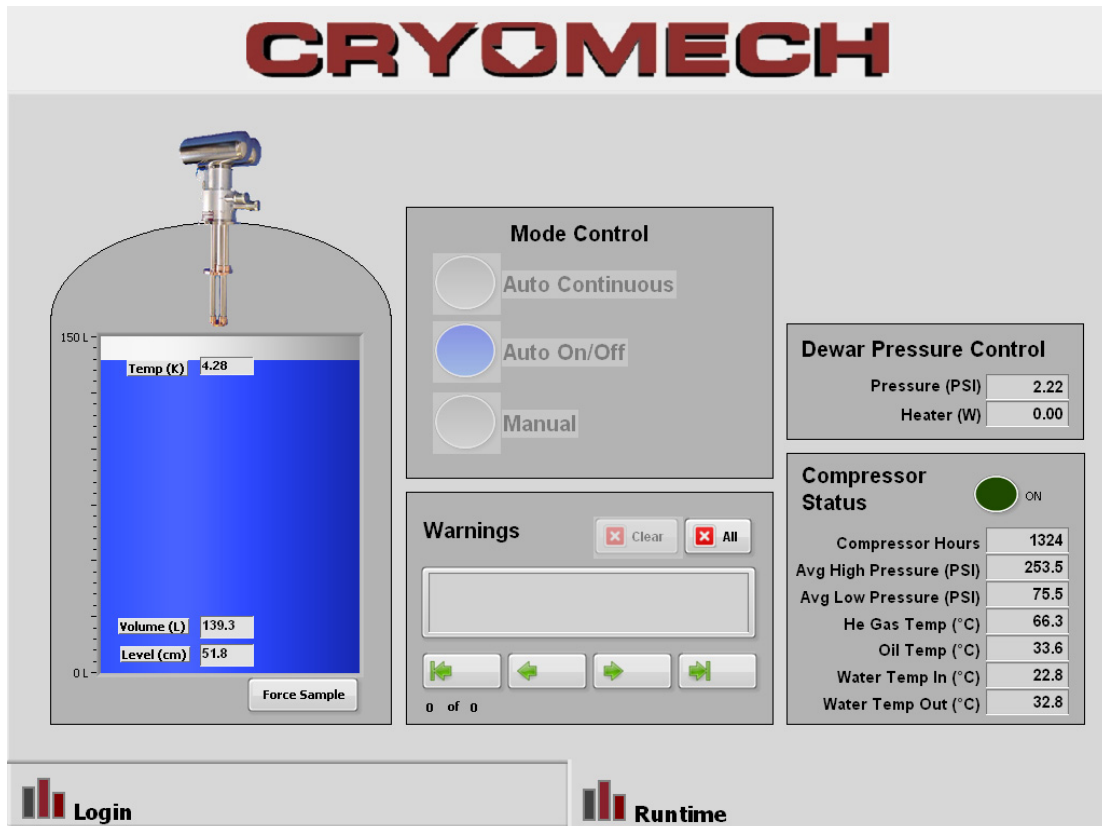 CRYOMECH
150 L
Temp (K) 4.28
Volume (L) 139.3
Level (cm) 51.8
0 L
Force Sample
Mode Control
Auto Continuous
Auto On/Off
Manual
Warnings
Clear
All
0 of 0
Dewar Pressure Control
Pressure (PSI) 2.22
Heater (W) 0.00
Compressor
Status
ON
Compressor Hours 1324
Avg High Pressure (PSI) 253.5
Avg Low Pressure (PSI) 75.5
He Gas Temp (°C) 66.3
Oil Temp (°C) 33.6
Water Temp In (°C) 22.8
Water Temp Out (°C) 32.8
Login
Runtime